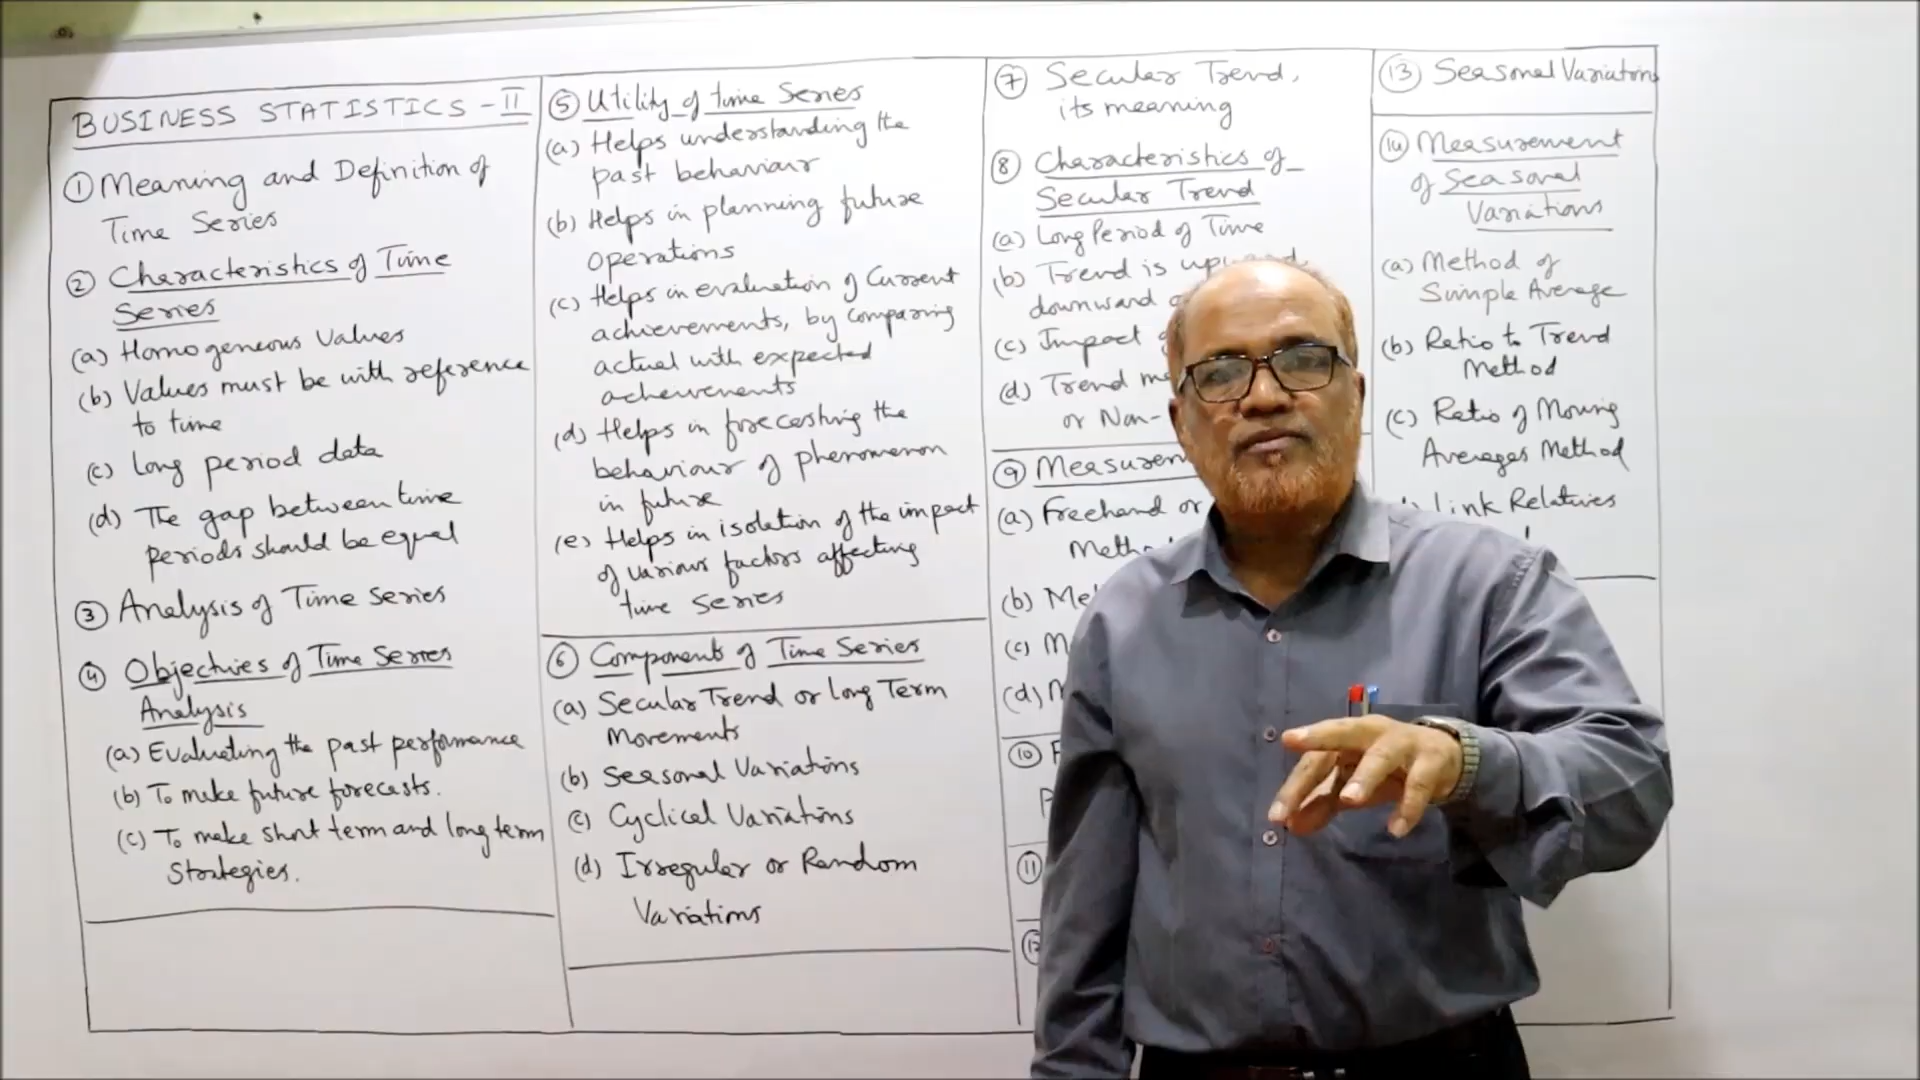 BUSINESS STATISTICS - II
① Meaning and Definition of
Time Series
② Characteristics of Time
Series
(a) Homogeneous Values
(b) Values must be with reference
to time
(c) Long period data
(d) The gap between time
periods should be equal
③ Analysis of Time Series
④ Objectives of Time Series
Analysis
(a) Evaluating the past performance
(b) To make future forecasts.
(c) To make short term and long term
Strategies.
⑤ Utility of time Series
(a) Helps understanding the
past behaviour
(b) Helps in planning future
operations
(c) Helps in evaluation of Current
achievements, by comparing
actual with expected
achievements
(d) Helps in forecasting the
behaviour of phenomenon
in future
(e) Helps in isolation of the impact
of various factors affecting
time series
⑥ Components of Time Series
(a) Secular Trend or Long Term
Movements
(b) Seasonal Variations
(c) Cyclical Variations
(d) Irregular or Random
Variations
⑦ Secular Trend,
its meaning
⑧ Characteristics of
Secular Trend
(a) Long Period of Time
(b) Trend is upward
downward
(c) Impact
(d) Trend
or Non-
⑨
(a) Freehand or
(b)
(c)
(d)
⑩
⑪
⑫
⑬ Seasonal Variations
⑭ Measurement
of Seasonal
Variations
(a) Method of
Simple Average
(b) Ratio to Trend
Method
(c) Ratio of Moving
Averages Method
Link Relatives